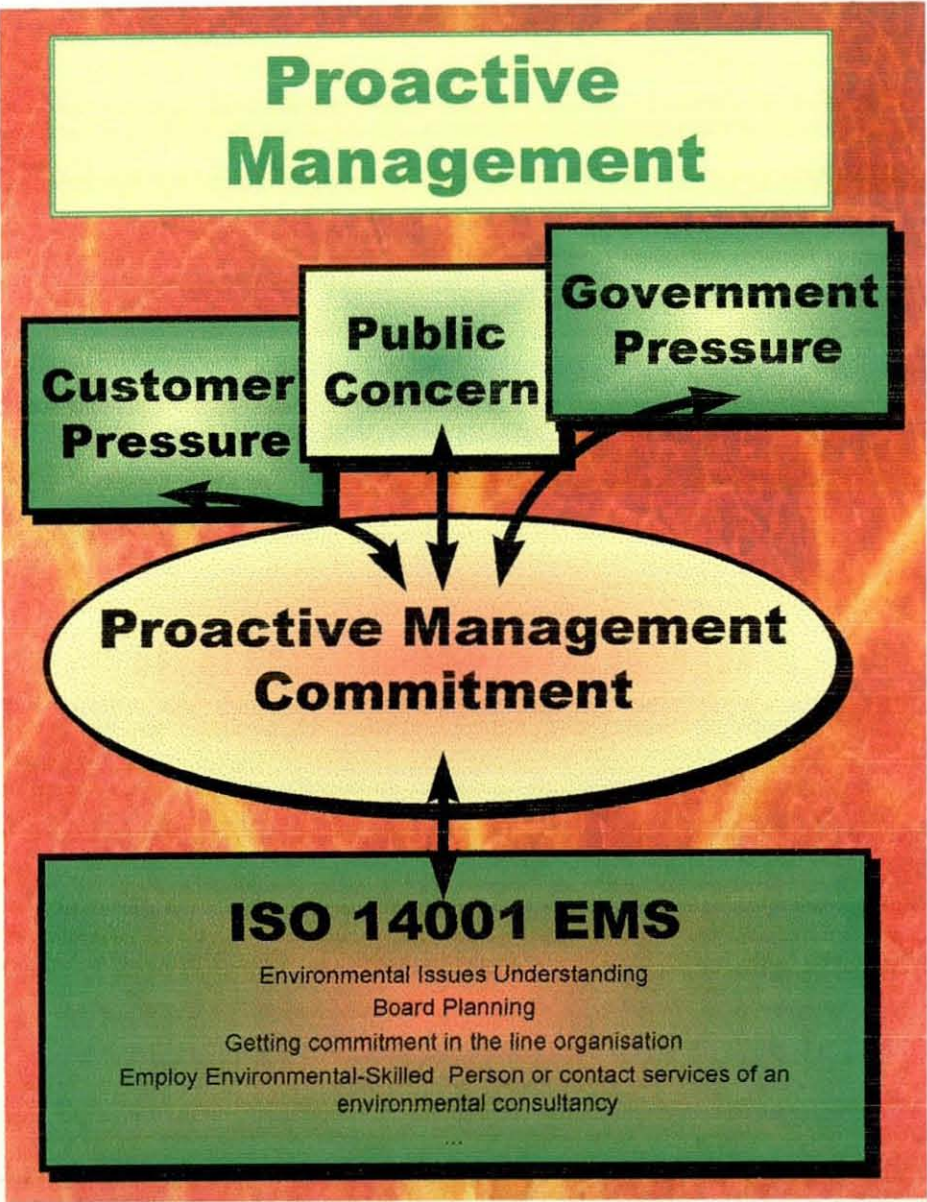 Proactive
Management
Customer
Pressure
Public
Concern
Government
Pressure
Proactive Management
Commitment
ISO 14001 EMS
Environmental Issues Understanding
Board Planning
Getting commitment in the line organisation
Employ Environmental-Skilled Person or contact services of an
environmental consultancy
...